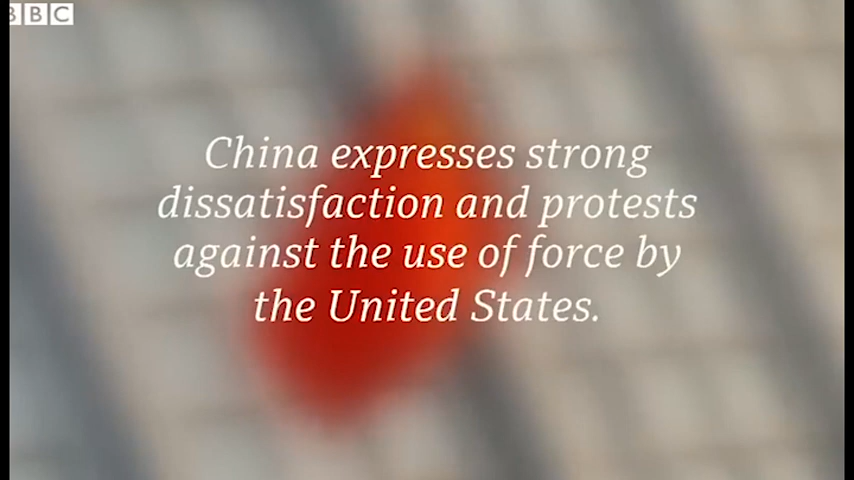 BBC
China expresses strong
dissatisfaction and protests
against the use of force by
the United States.